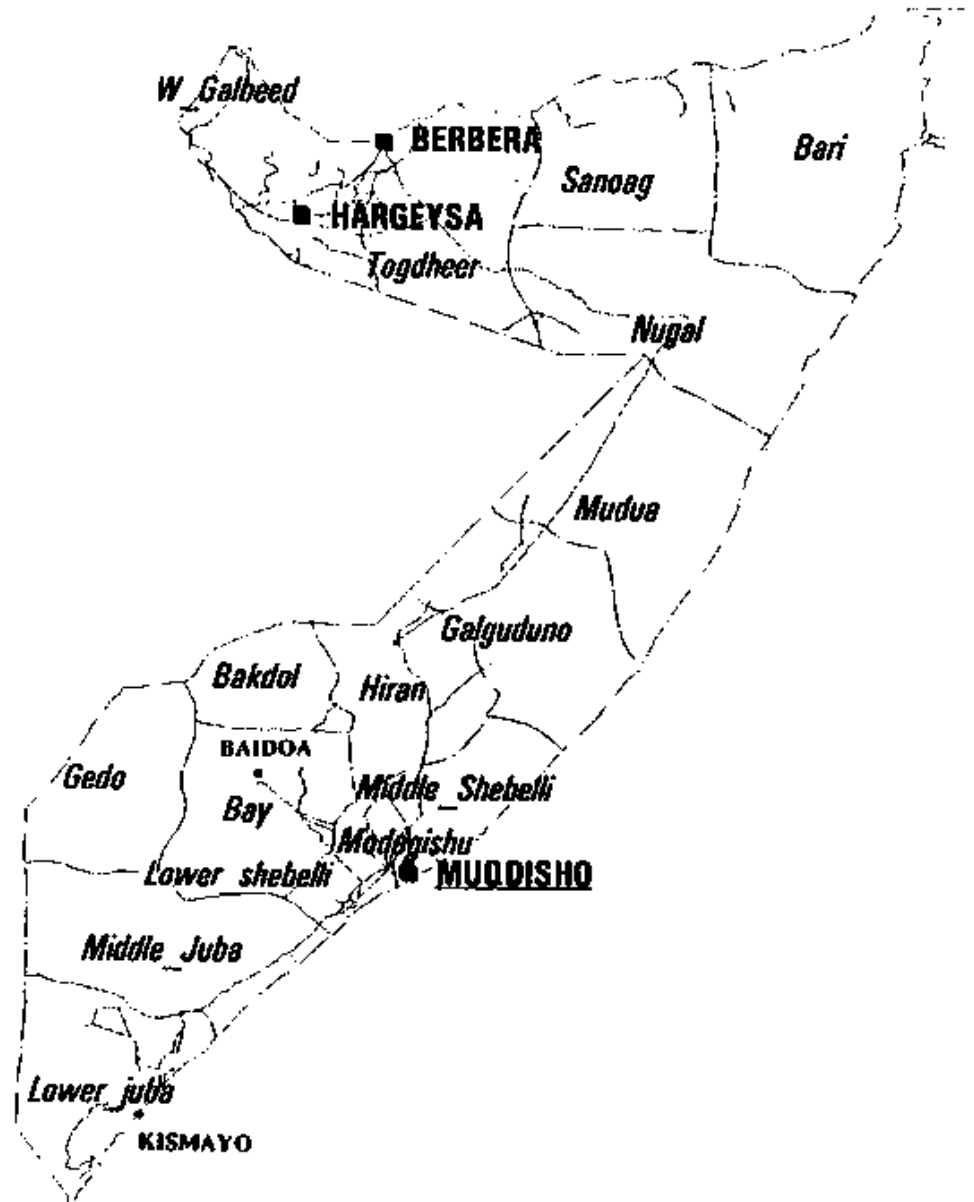 W_Galbeed
BERBERA
Bari
Sanoag
HARGEYSA
Togdheer
Nugal
Mudua
Galguduno
Bakdol
Hiran
BAIDOA
Gedo
Middle_Shebelli
Bay
Modogishu
Lower_shebelli
MUQDISHO
Middle_Juba
Lower_juba
KISMAYO